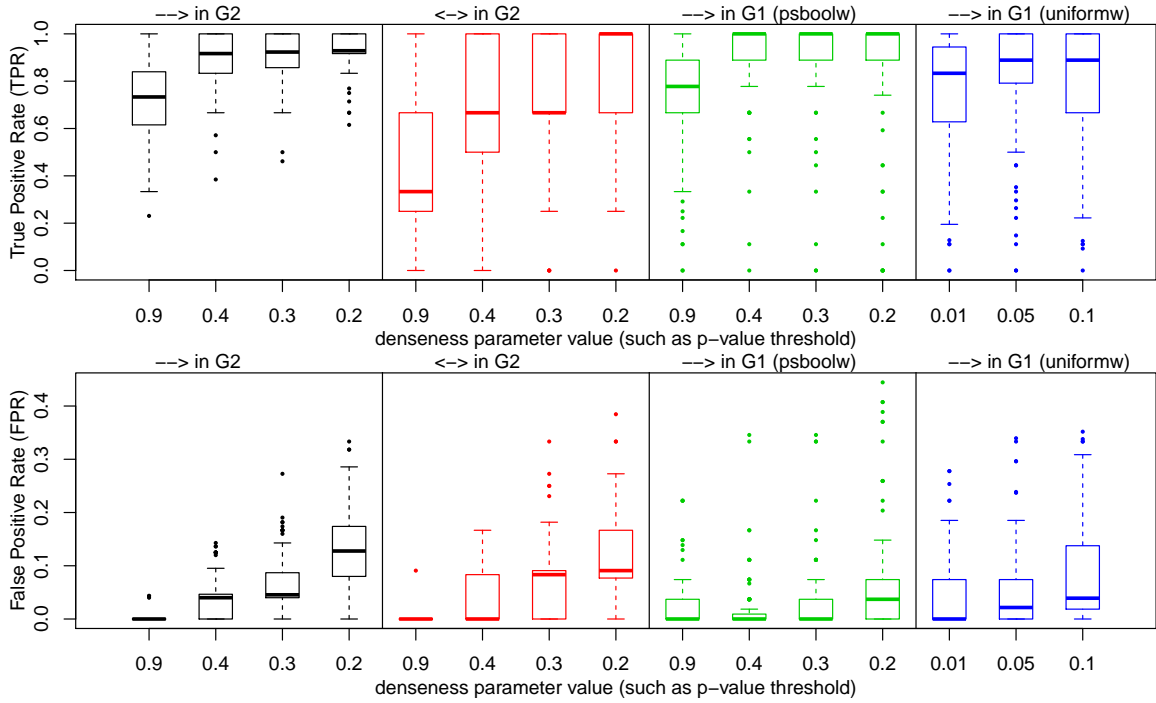 −−> in G2 <−> in G2 −−> in G1 (psboolw) −−> in G1 (uniformw)
True Positive Rate (TPR)
1.0
0.8
0.6
0.4
0.2
0.0
0.9 0.4 0.3 0.2 0.9 0.4 0.3 0.2 0.9 0.4 0.3 0.2 0.01 0.05 0.1
denseness parameter value (such as p−value threshold)
−−> in G2 <−> in G2 −−> in G1 (psboolw) −−> in G1 (uniformw)
False Positive Rate (FPR)
0.4
0.3
0.2
0.1
0.0
0.9 0.4 0.3 0.2 0.9 0.4 0.3 0.2 0.9 0.4 0.3 0.2 0.01 0.05 0.1
denseness parameter value (such as p−value threshold)